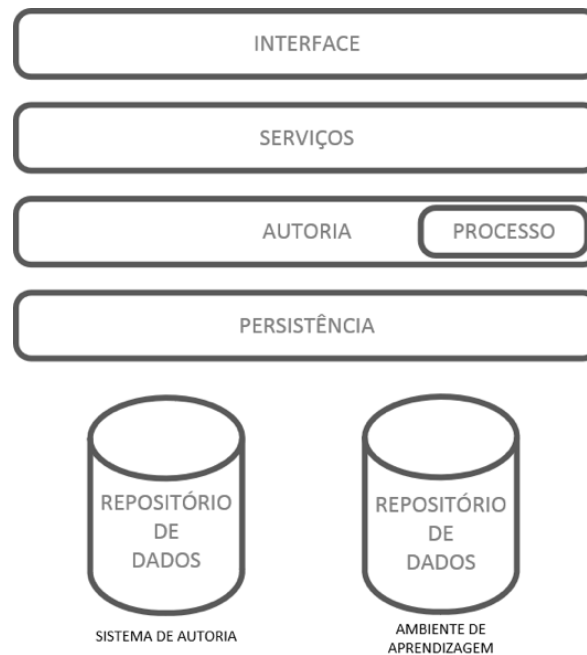 INTERFACE
SERVIÇOS
AUTORIA
PROCESSO
PERSISTÊNCIA
REPOSITÓRIO
DE
DADOS
SISTEMA DE AUTORIA
REPOSITÓRIO
DE
DADOS
AMBIENTE DE
APRENDIZAGEM